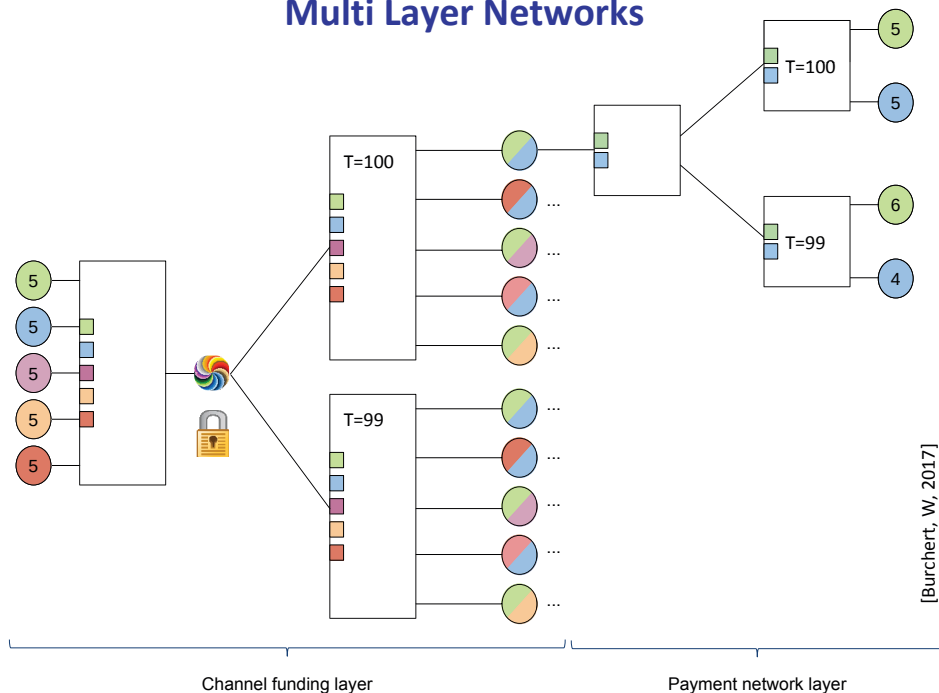 Multi Layer Networks
5
T=100
5
T=100
...
6
...
T=99
5
...
4
5
...
5
...
5
T=99
...
5
...
...
...
...
[Burchert, W, 2017]
Channel funding layer
Payment network layer